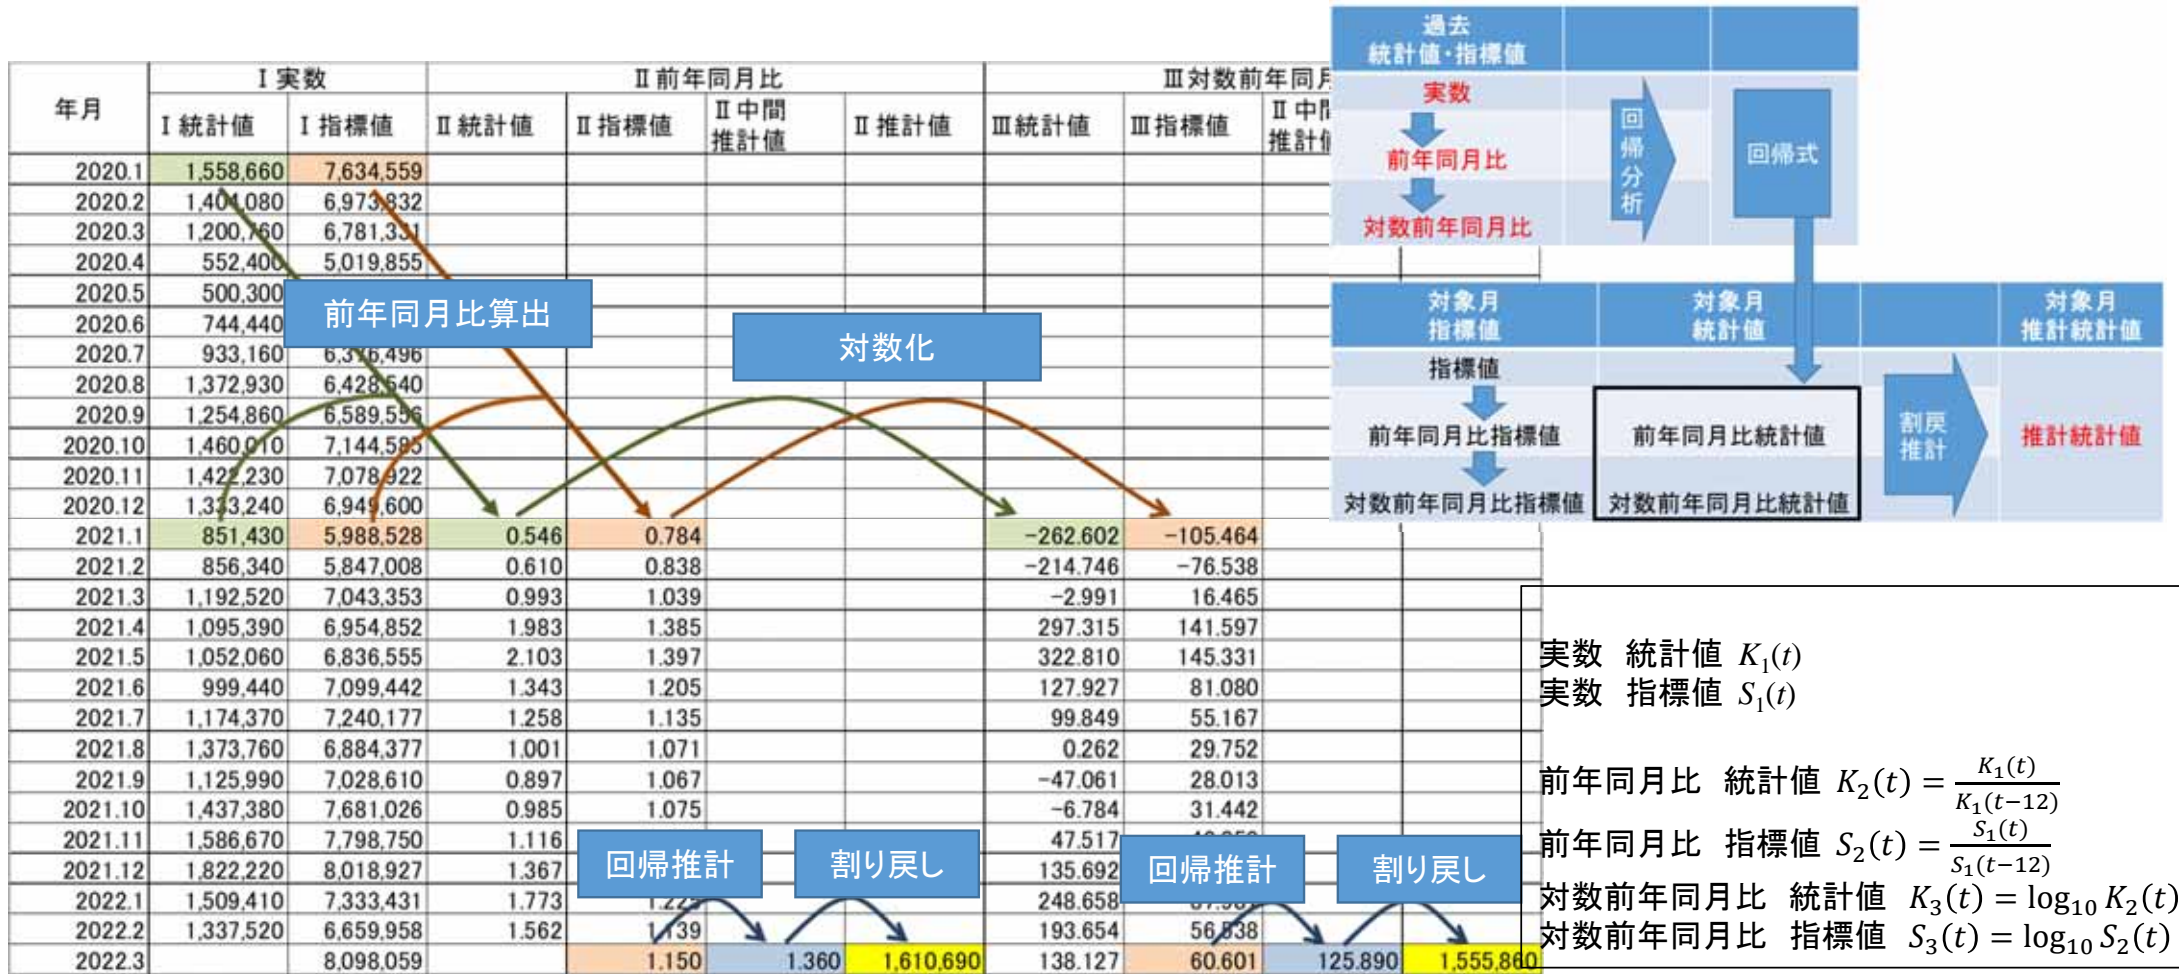 年月 Ⅰ実数 Ⅱ前年同月比 Ⅲ対数前年同月
Ⅰ統計値 Ⅰ指標値 Ⅱ統計値 Ⅱ指標値 Ⅱ中間 推計値 Ⅱ推計値 Ⅲ統計値 Ⅲ指標値
2020.1 1,558,660 7,634,559
2020.2 1,404,080 6,973,832
2020.3 1,200,760 6,781,331
2020.4 552,400 5,019,855
2020.5 500,300
2020.6 744,440
2020.7 933,160 6,376,496
2020.8 1,372,930 6,428,540
2020.9 1,254,860 6,589,556
2020.10 1,460,010 7,144,585
2020.11 1,422,230 7,078,922
2020.12 1,333,240 6,949,600
2021.1 851,430 5,988,528 0.546 0.784 -262.602 -105.464
2021.2 856,340 5,847,008 0.610 0.838 -214.746 -76.538
2021.3 1,192,520 7,043,353 0.993 1.039 -2.991 16.465
2021.4 1,095,390 6,954,852 1.983 1.385 297.315 141.597
2021.5 1,052,060 6,836,555 2.103 1.397 322.810 145.331
2021.6 999,440 7,099,442 1.343 1.205 127.927 81.080
2021.7 1,174,370 7,240,177 1.258 1.135 99.849 55.167
2021.8 1,373,760 6,884,377 1.001 1.071 0.262 29.752
2021.9 1,125,990 7,028,610 0.897 1.067 -47.061 28.013
2021.10 1,437,380 7,681,026 0.985 1.075 -6.784 31.442
2021.11 1,586,670 7,798,750 1.116 47.517
2021.12 1,822,220 8,018,927 1.367 135.692
2022.1 1,509,410 7,333,431 1.773 248.658
2022.2 1,337,520 6,659,958 1.562 1.139 193.654 56.538
2022.3 8,098,059 1.150 1.360 1,610,690 138.127 60.601 125.890 1,555,860
前年同月比算出
対数化
回帰推計
割り戻し
回帰推計
割り戻し
過去
統計値・指標値
実数
前年同月比
対数前年同月比
回帰分析
回帰式
対象月
指標値
対象月
統計値
対象月
推計統計値
指標値
前年同月比指標値
対数前年同月比指標値
前年同月比統計値
対数前年同月比統計値
割戻
推計
推計統計値
実数 統計値 K₁(t)
実数 指標値 S₁(t)
前年同月比 統計値 K₂(t) = K₁(t) / K₁(t−12)
前年同月比 指標値 S₂(t) = S₁(t) / S₁(t−12)
対数前年同月比 統計値 K₃(t) = log₁₀ K₂(t)
対数前年同月比 指標値 S₃(t) = log₁₀ S₂(t)